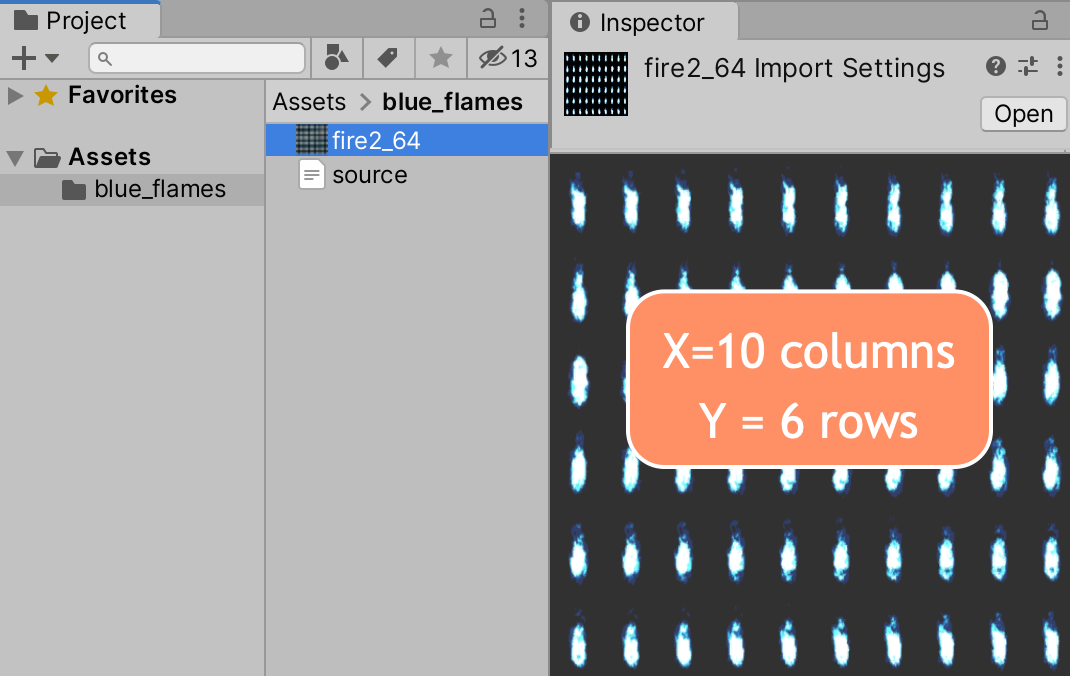 Project
13
Favorites
Assets
blue_flames
Assets > blue_flames
fire2_64
source
Inspector
fire2_64 Import Settings
Open
X=10 columns
Y = 6 rows